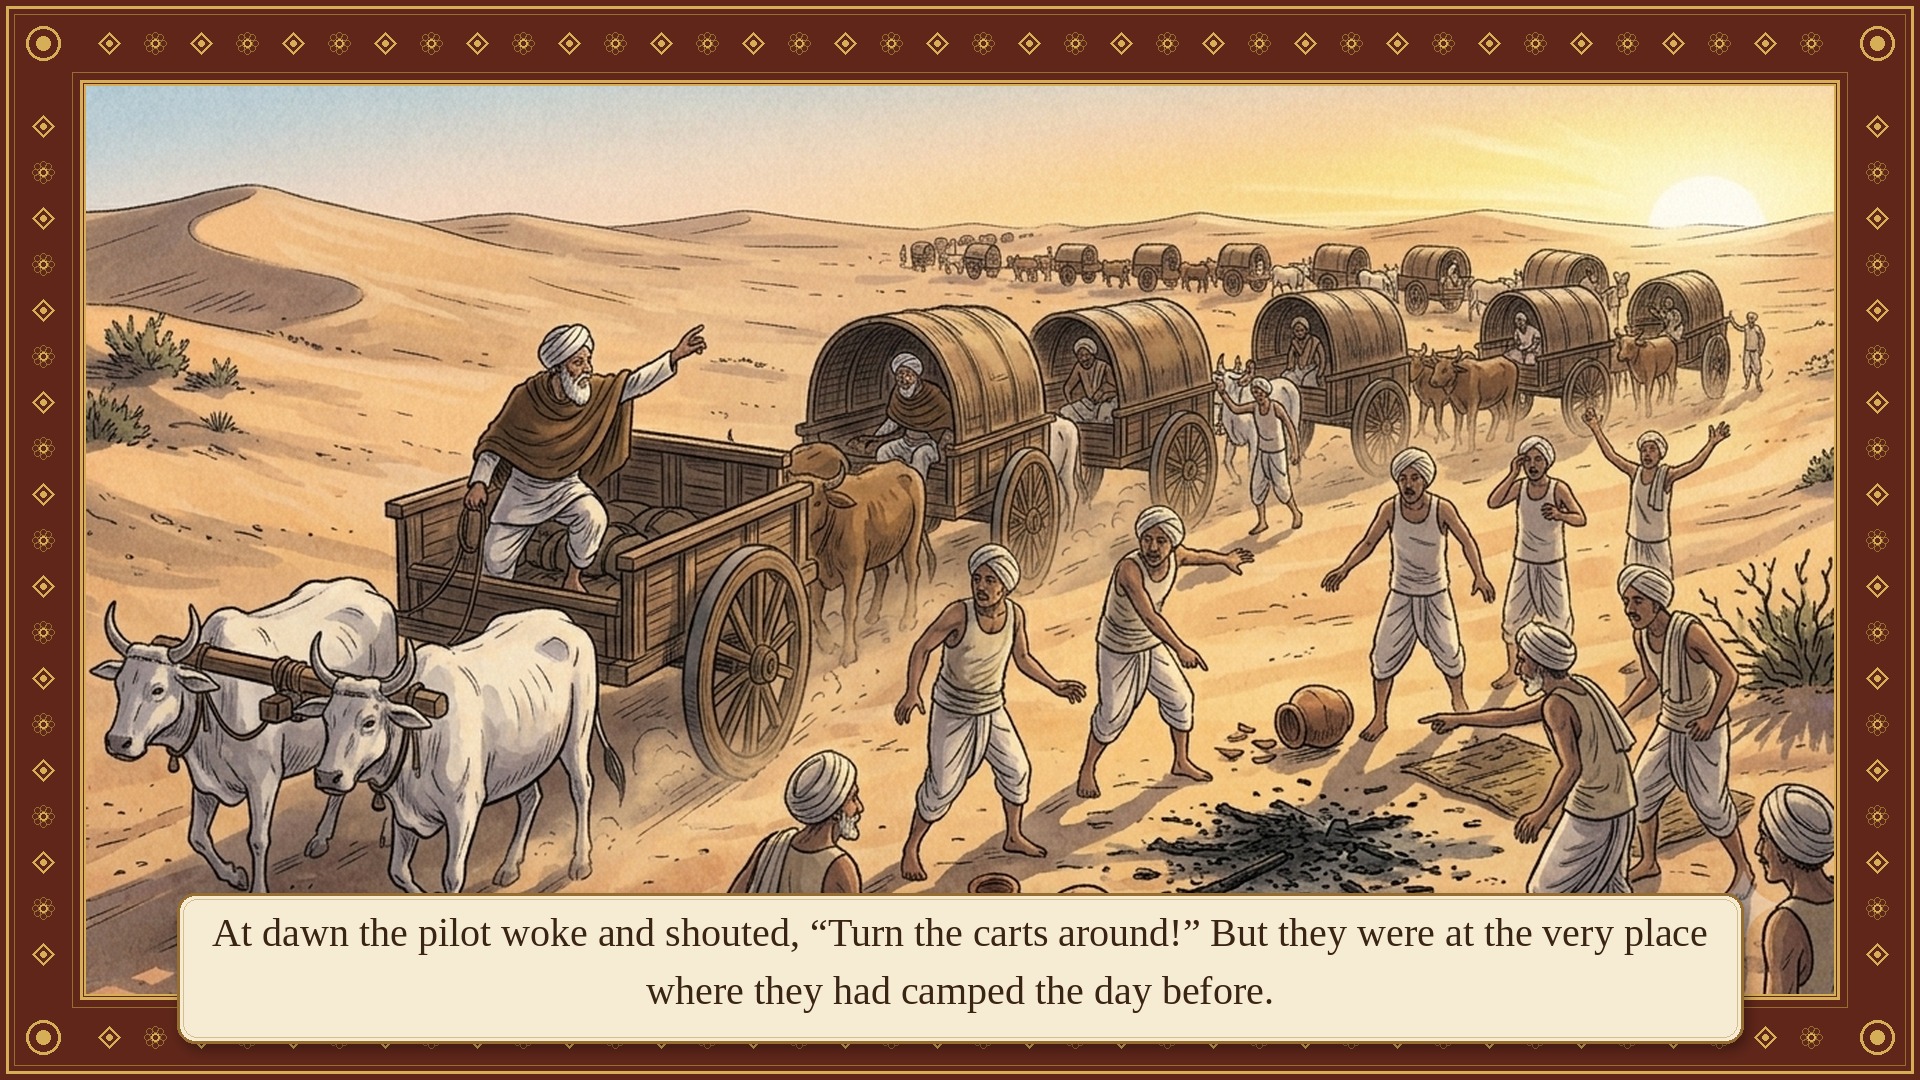 At dawn the pilot woke and shouted, “Turn the carts around!” But they were at the very place
where they had camped the day before.